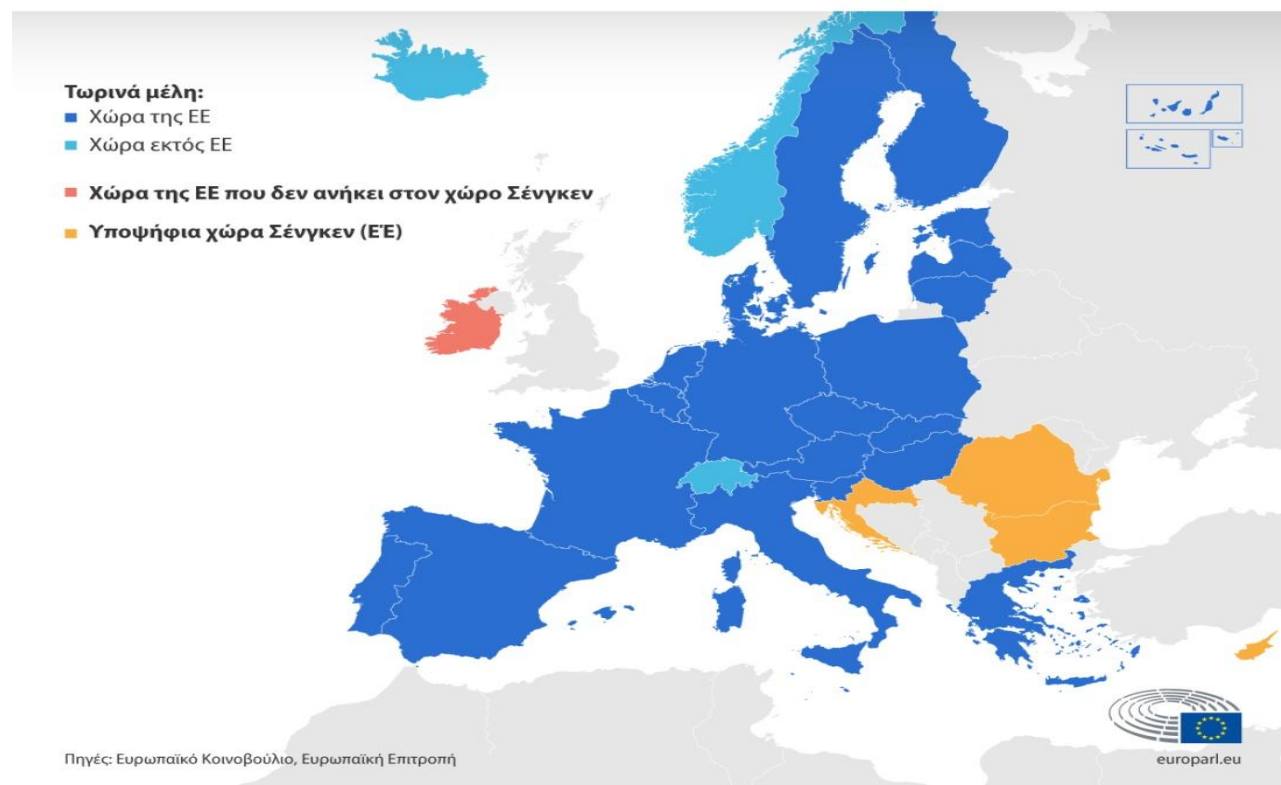 Τωρινά μέλη:
Χώρα της ΕΕ
Χώρα εκτός ΕΕ
Χώρα της ΕΕ που δεν ανήκει στον χώρο Σένγκεν
Υποψήφια χώρα Σένγκεν (ΕΈ)
Πηγές: Ευρωπαϊκό Κοινοβούλιο, Ευρωπαϊκή Επιτροπή
europarl.eu